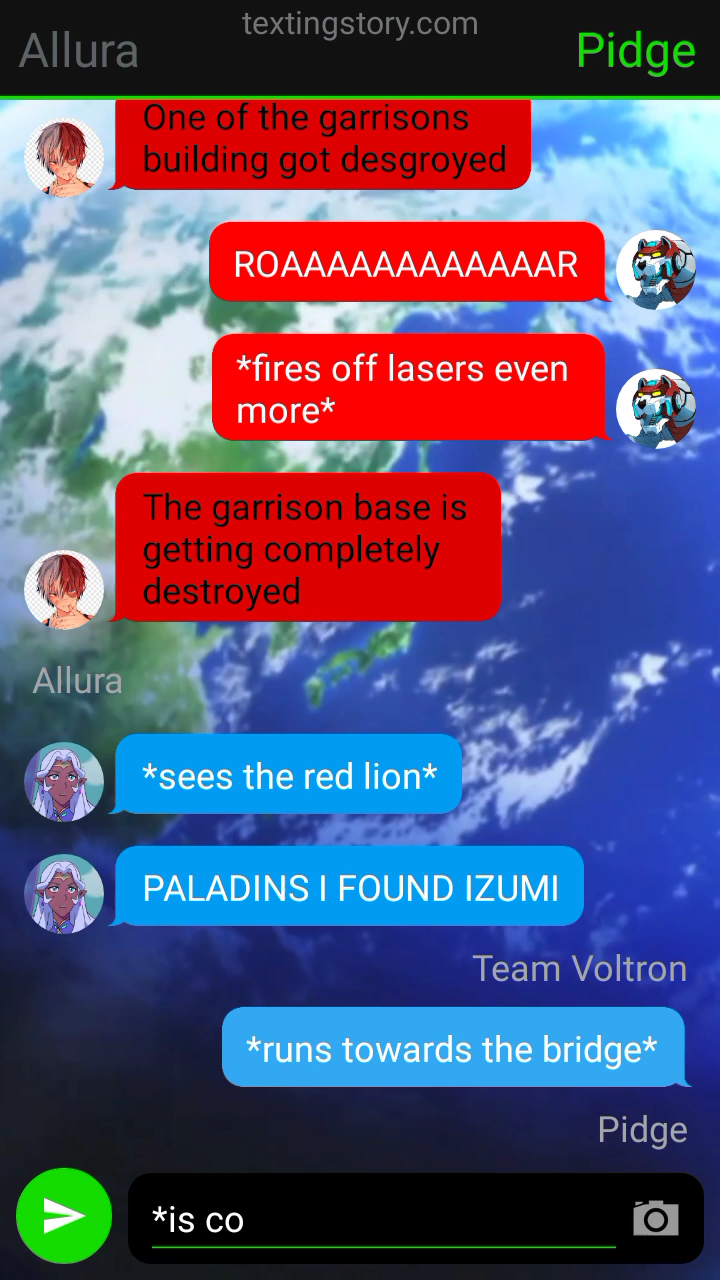 textingstory.com
Allura
Pidge
One of the garrisons
building got desgroyed
ROAAAAAAAAAAAAR
*fires off lasers even
more*
The garrison base is
getting completely
destroyed
Allura
*sees the red lion*
PALADINS I FOUND IZUMI
Team Voltron
*runs towards the bridge*
Pidge
*is co